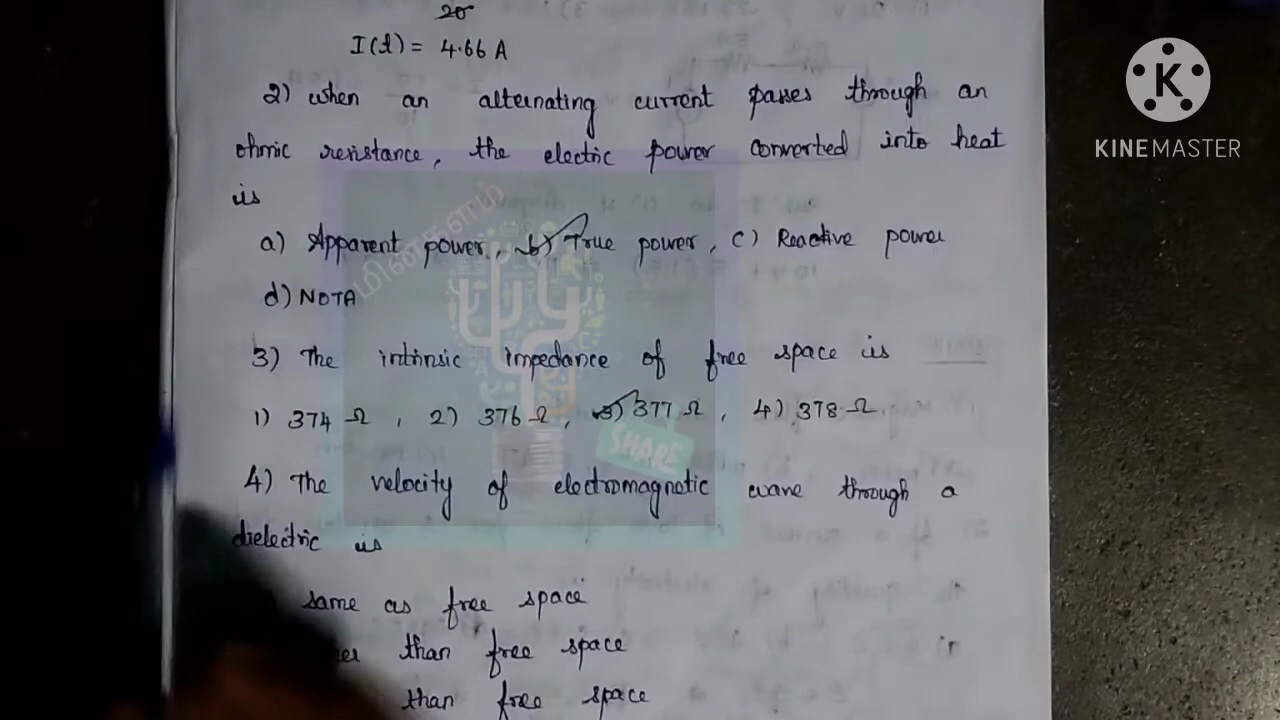 20
I(t) = 4.66 A
2) when an alternating current passes through an
ohmic resistance, the electric power converted into heat
is
a) Apparent power, b) True power, c) Reactive power
d) NOTA
3) The intrinsic impedance of free space is
1) 374 Ω, 2) 376 Ω, 3) 377 Ω, 4) 378 Ω
4) The velocity of electromagnetic wave through a
dielectric is
same as free space
than free space
than free space
K
KINEMASTER
மின்களம்
SHARE